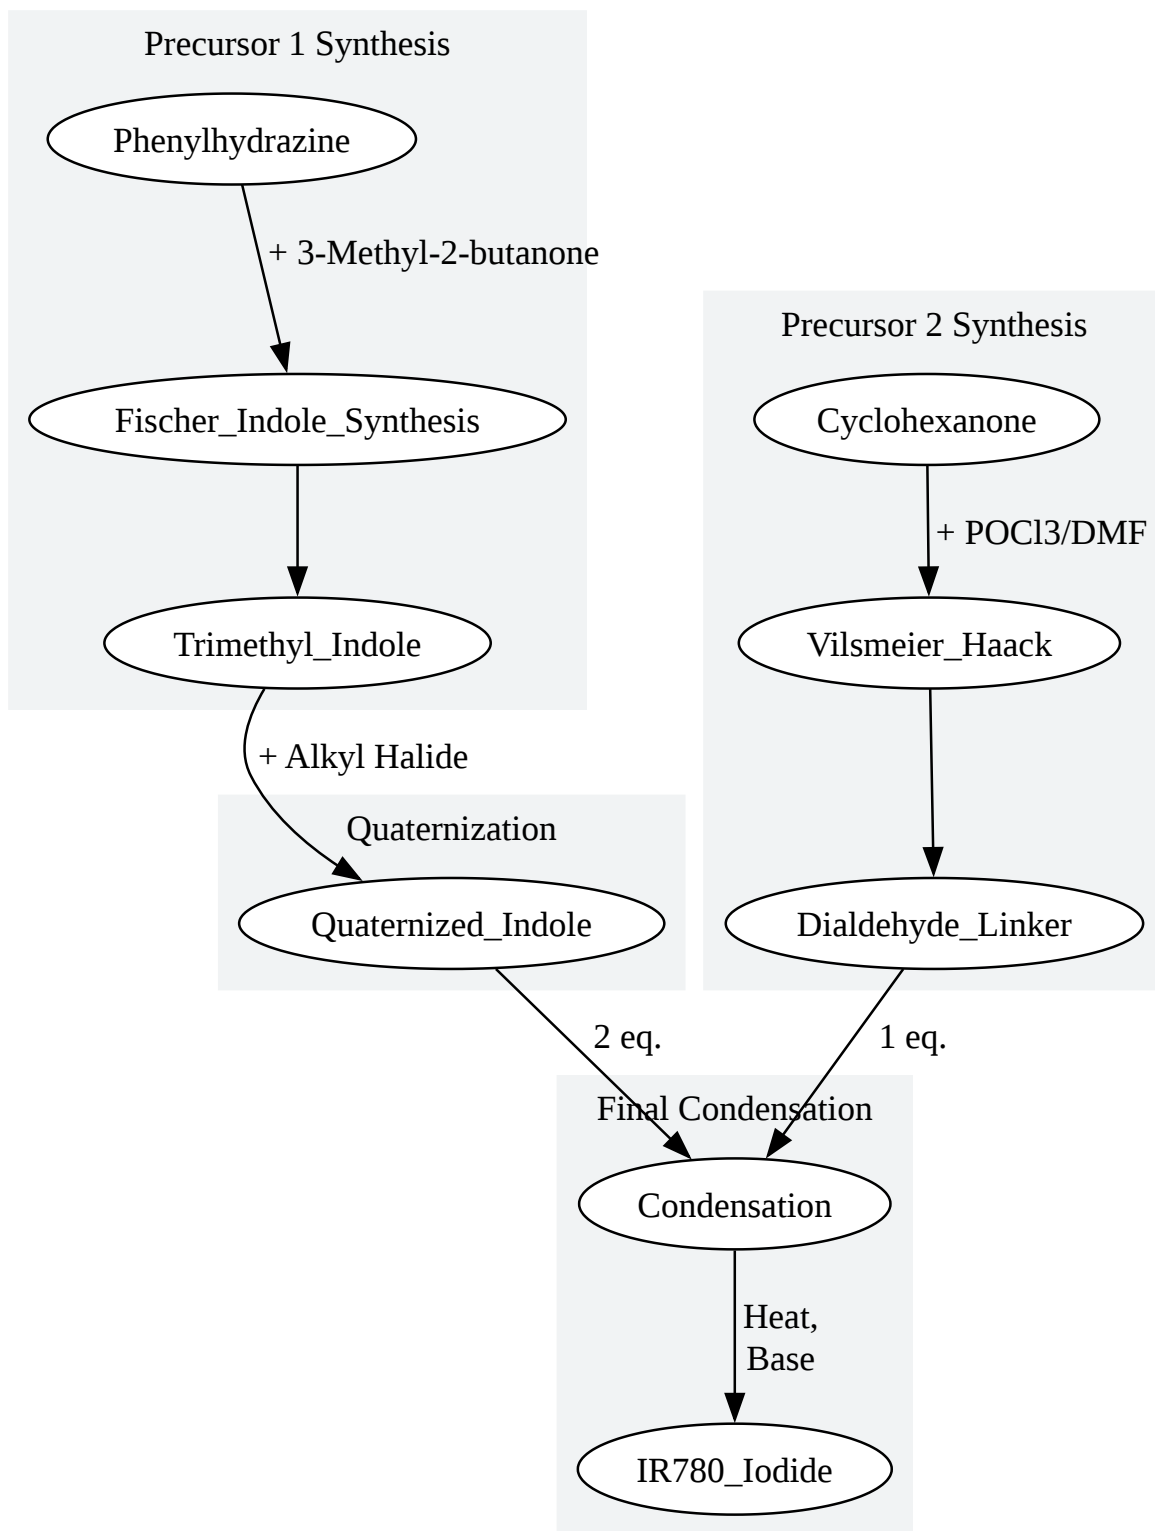 Precursor 1 Synthesis
Phenylhydrazine
+ 3-Methyl-2-butanone
Fischer_Indole_Synthesis
Trimethyl_Indole
+ Alkyl Halide
Quaternization
Quaternized_Indole
Precursor 2 Synthesis
Cyclohexanone
+ POCl3/DMF
Vilsmeier_Haack
Dialdehyde_Linker
2 eq.
1 eq.
Final Condensation
Condensation
Heat,
Base
IR780_Iodide